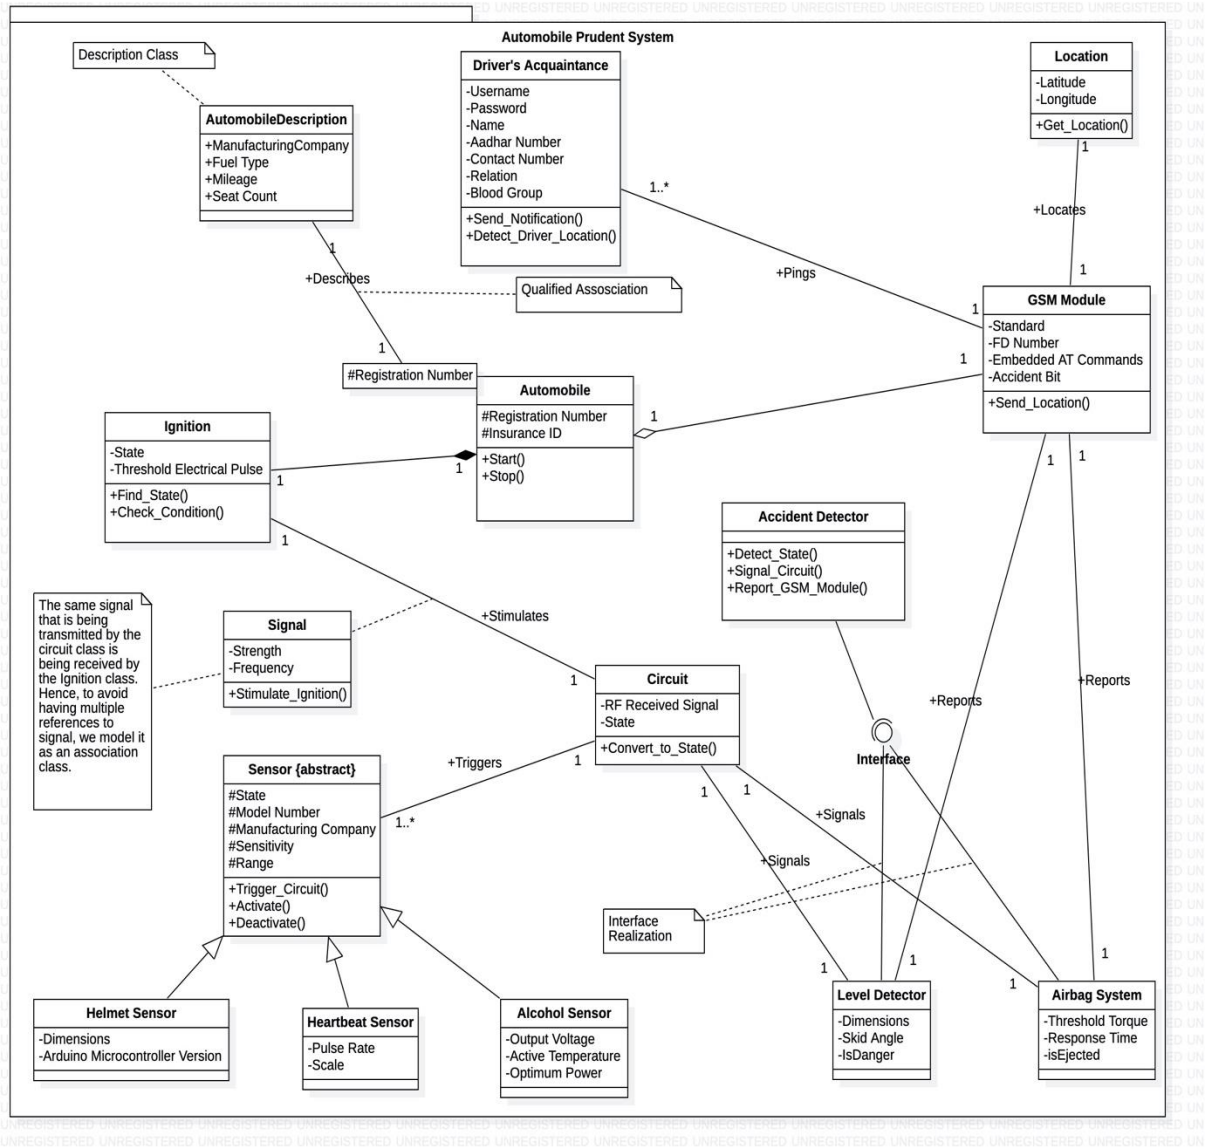 Automobile Prudent System
Description Class
AutomobileDescription
+ManufacturingCompany
+Fuel Type
+Mileage
+Seat Count
Driver's Acquaintance
-Username
-Password
-Name
-Aadhar Number
-Contact Number
-Relation
-Blood Group
+Send_Notification()
+Detect_Driver_Location()
Location
-Latitude
-Longitude
+Get_Location()
1
+Locates
1
1..*
+Pings
1
1
+Describes
1
Qualified Assosciation
GSM Module
-Standard
-FD Number
-Embedded AT Commands
-Accident Bit
+Send_Location()
1
1
#Registration Number
Automobile
#Registration Number
#Insurance ID
+Start()
+Stop()
Ignition
-State
-Threshold Electrical Pulse
+Find_State()
+Check_Condition()
1
1
1
+Stimulates
1
1
1
Accident Detector
+Detect_State()
+Signal_Circuit()
+Report_GSM_Module()
The same signal
that is being
transmitted by the
circuit class is
being received by
the Ignition class.
Hence, to avoid
having multiple
references to
signal, we model it
as an association
class.
Signal
-Strength
-Frequency
+Stimulate_Ignition()
Circuit
-RF Received Signal
-State
+Convert_to_State()
+Reports
+Reports
Interface
+Triggers
1
1..*
Sensor {abstract}
#State
#Model Number
#Manufacturing Company
#Sensitivity
#Range
+Trigger_Circuit()
+Activate()
+Deactivate()
1
1
+Signals
+Signals
Interface
Realization
1
1
1
1
Helmet Sensor
-Dimensions
-Arduino Microcontroller Version
Heartbeat Sensor
-Pulse Rate
-Scale
Alcohol Sensor
-Output Voltage
-Active Temperature
-Optimum Power
Level Detector
-Dimensions
-Skid Angle
-IsDanger
Airbag System
-Threshold Torque
-Response Time
-isEjected
UNREGISTERED UNREGISTERED UNREGISTERED UNREGISTERED UNREGISTERED UNREGISTERED UNREGISTERED